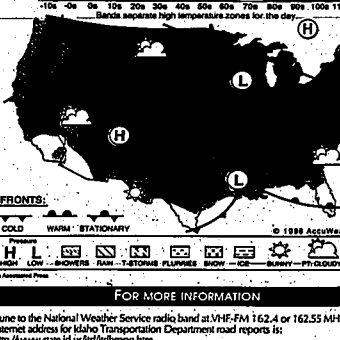 -10s -0s 0s 10s 20s 30s 40s 50s 60s 70s 80s 90s 100s
Bands separate high temperature zones for the day.
H
L
H
L
FRONTS:
COLD WARM STATIONARY
© 1998 AccuWea
Pressure
H L
HIGH LOW SHOWERS RAIN T-STORMS FLURRIES SNOW ICE SUNNY PT. CLOUDY
Associated Press
FOR MORE INFORMATION
une to the National Weather Service radio band at VHF-FM 162.4 or 162.55 MH
nternet address for Idaho Transportation Department road reports is: